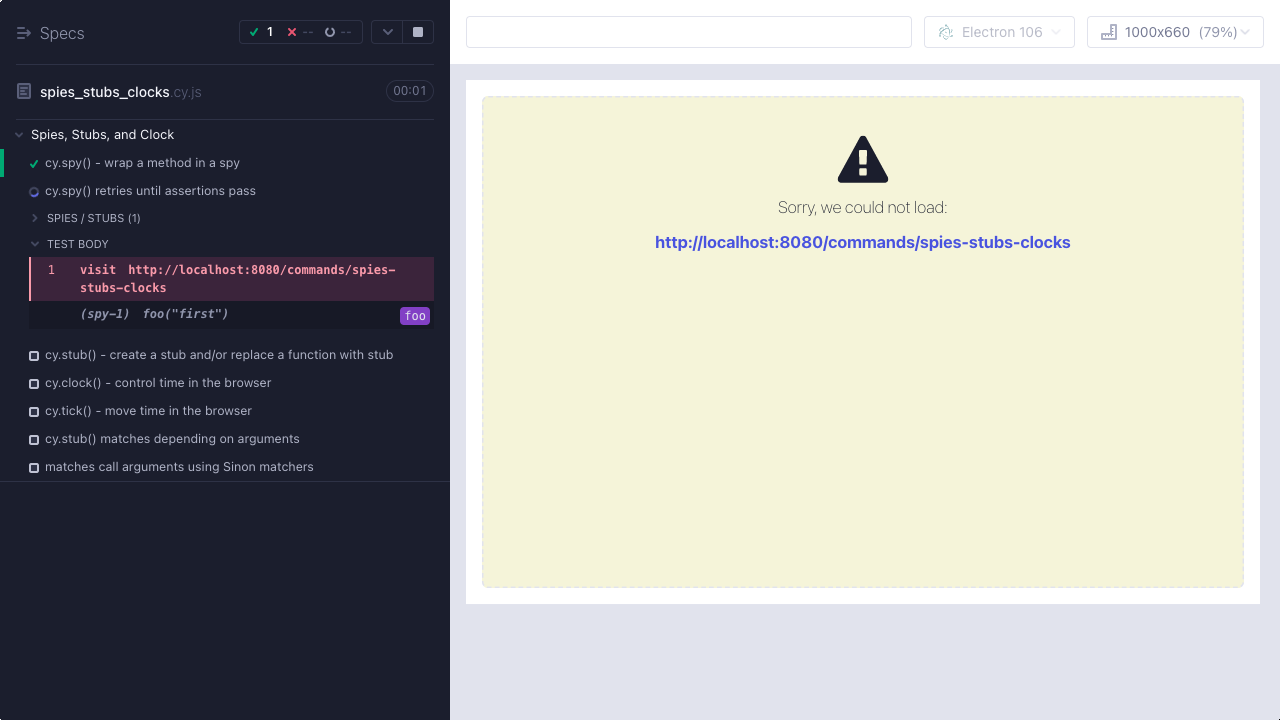 Specs
1 -- --
spies_stubs_clocks.cy.js
00:01
Spies, Stubs, and Clock
cy.spy() - wrap a method in a spy
cy.spy() retries until assertions pass
SPIES / STUBS (1)
TEST BODY
1 visit http://localhost:8080/commands/spies-
stubs-clocks
(spy-1) foo("first") foo
cy.stub() - create a stub and/or replace a function with stub
cy.clock() - control time in the browser
cy.tick() - move time in the browser
cy.stub() matches depending on arguments
matches call arguments using Sinon matchers
Electron 106
1000x660 (79%)
Sorry, we could not load:
http://localhost:8080/commands/spies-stubs-clocks